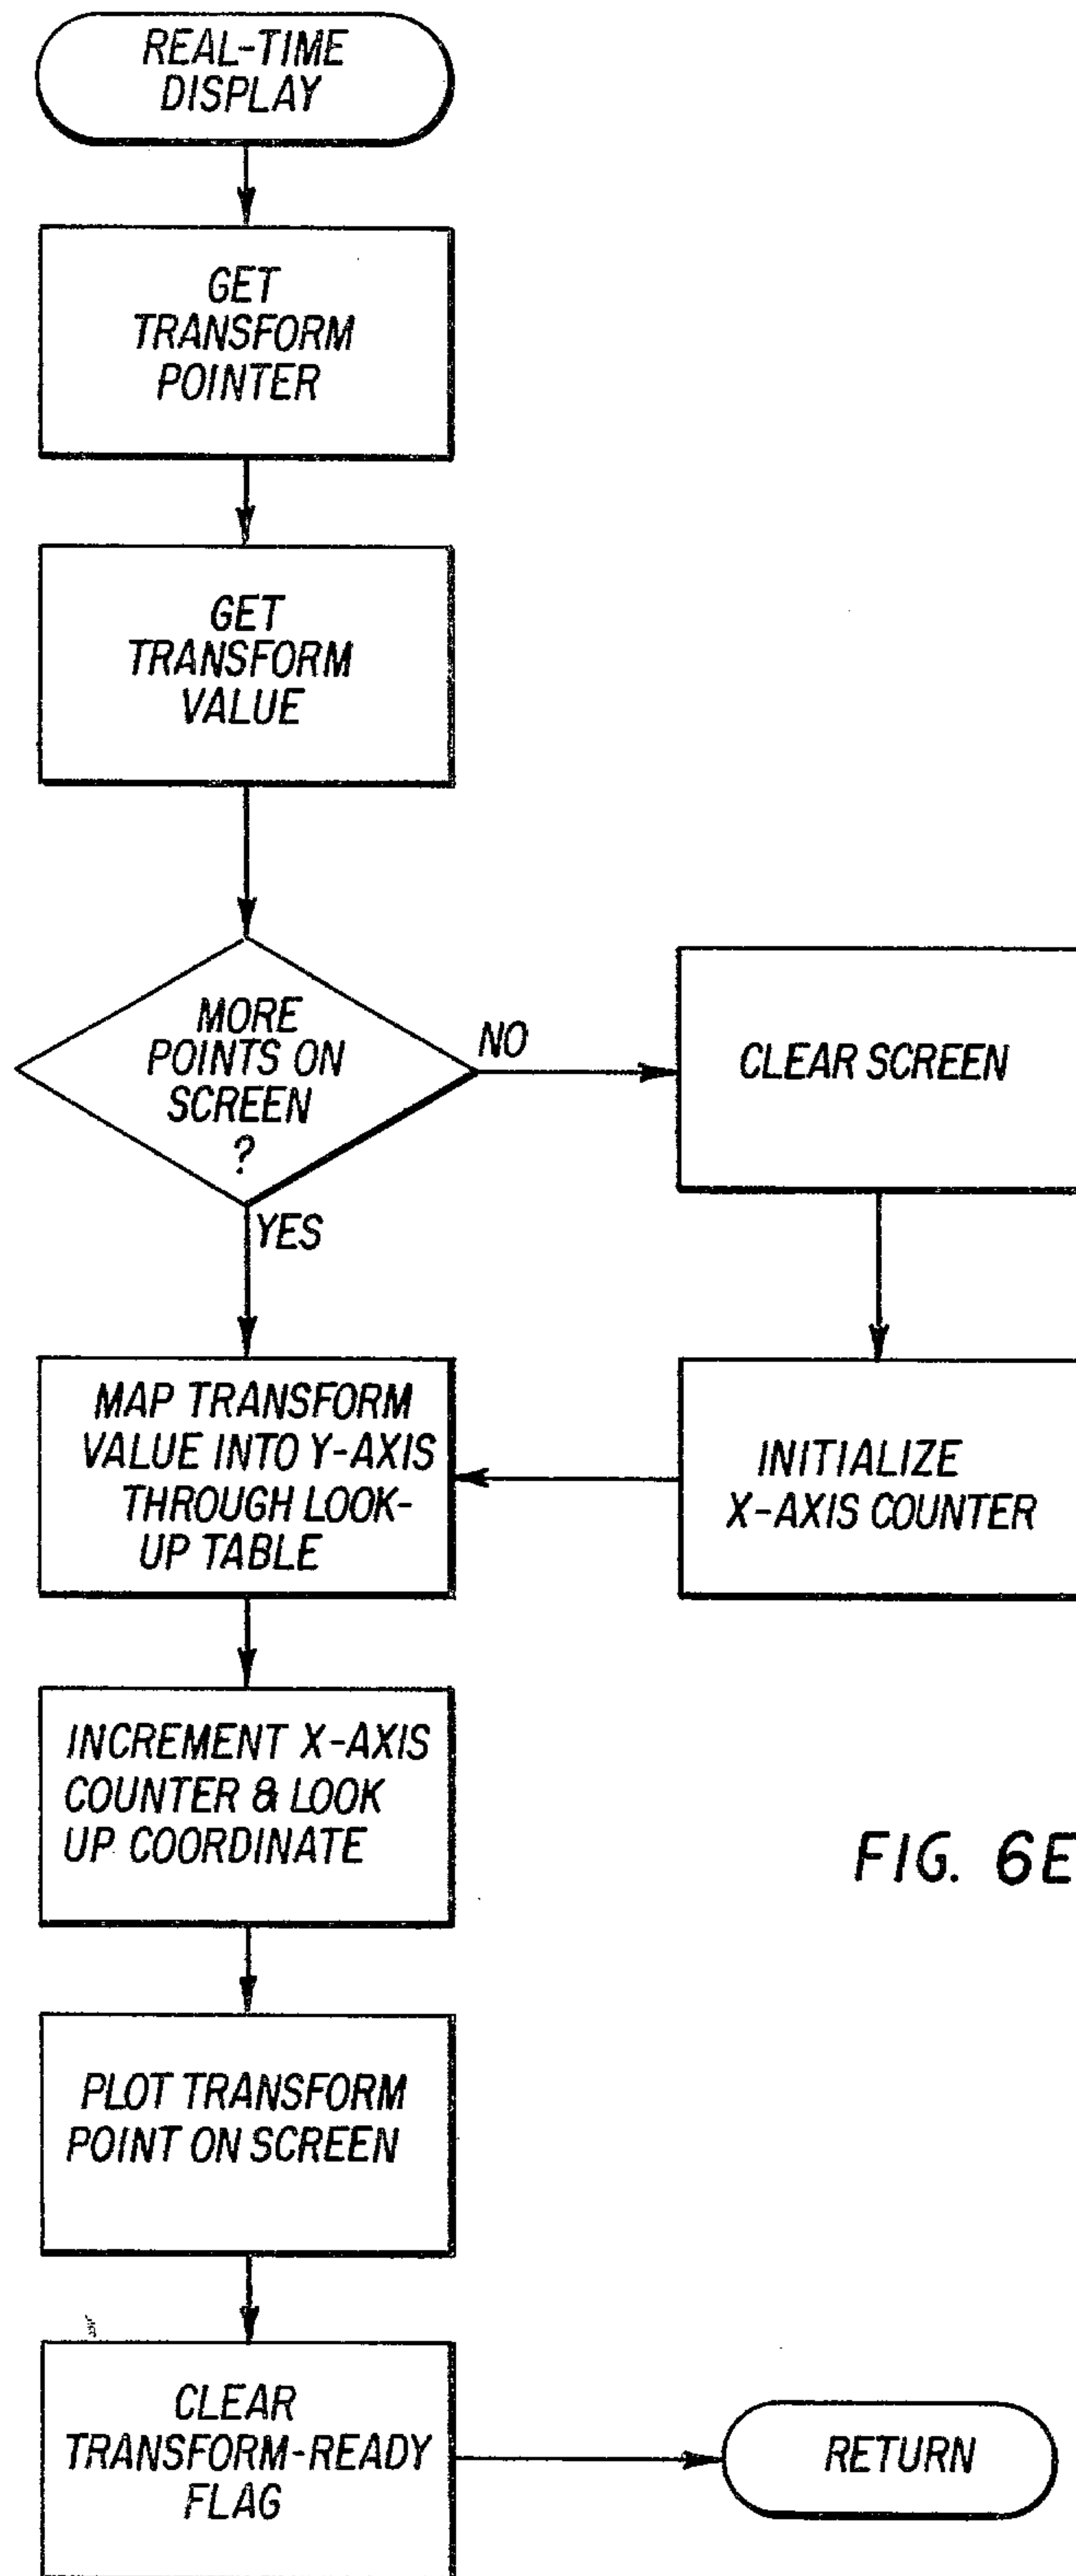 REAL-TIME
DISPLAY
GET
TRANSFORM
POINTER
GET
TRANSFORM
VALUE
MORE
POINTS ON
SCREEN
?
NO
CLEAR SCREEN
YES
MAP TRANSFORM
VALUE INTO Y-AXIS
THROUGH LOOK-
UP TABLE
INITIALIZE
X-AXIS COUNTER
INCREMENT X-AXIS
COUNTER & LOOK
UP COORDINATE
FIG. 6E
PLOT TRANSFORM
POINT ON SCREEN
CLEAR
TRANSFORM-READY
FLAG
RETURN